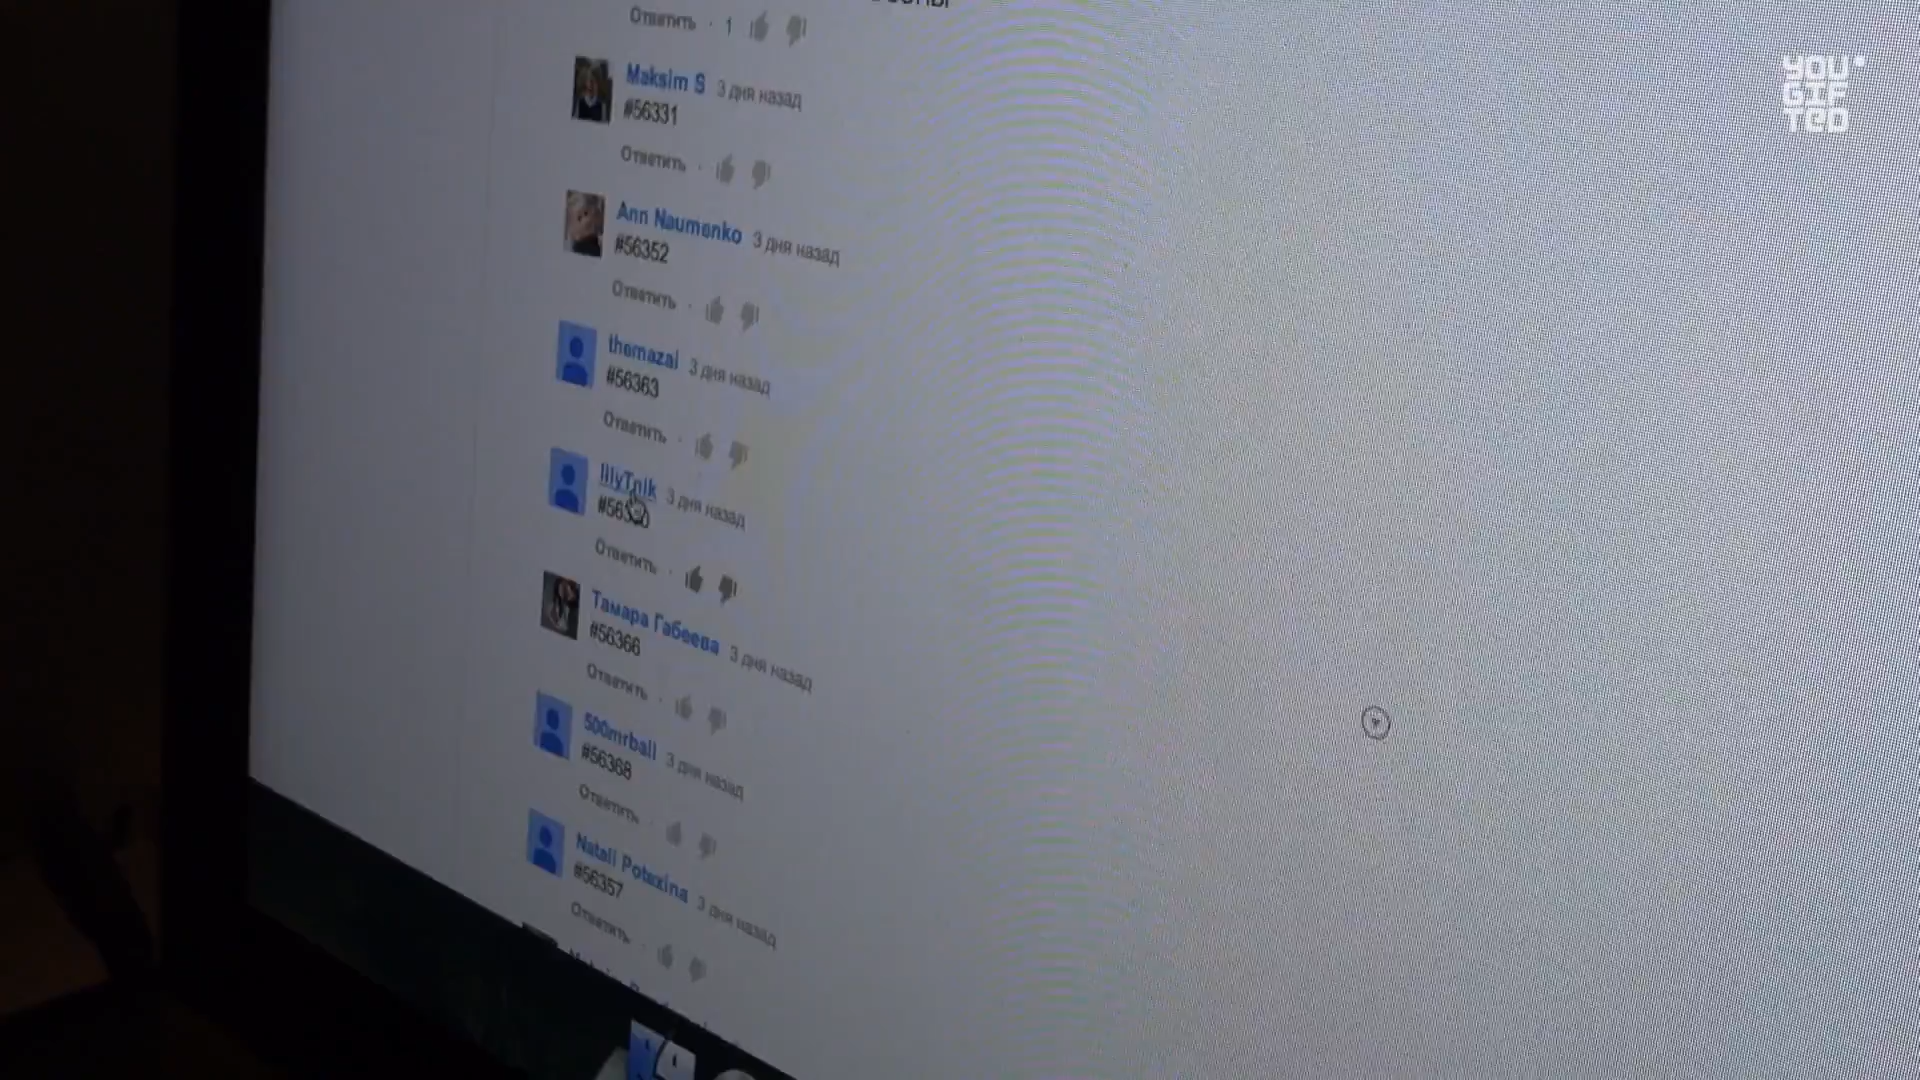 YOU
GIF
TED
Ответить · 1
Maksim S 3 дня назад
#56331
Ответить ·
Ann Naumenko 3 дня назад
#56352
Ответить ·
themazal 3 дня назад
#56363
Ответить ·
lilyTnik 3 дня назад
Ответить ·
Тамара Габеева 3 дня назад
#56366
Ответить ·
500mrball 3 дня назад
#56368
Ответить ·
Natali Potaxina 3 дня назад
#56357
Ответить ·